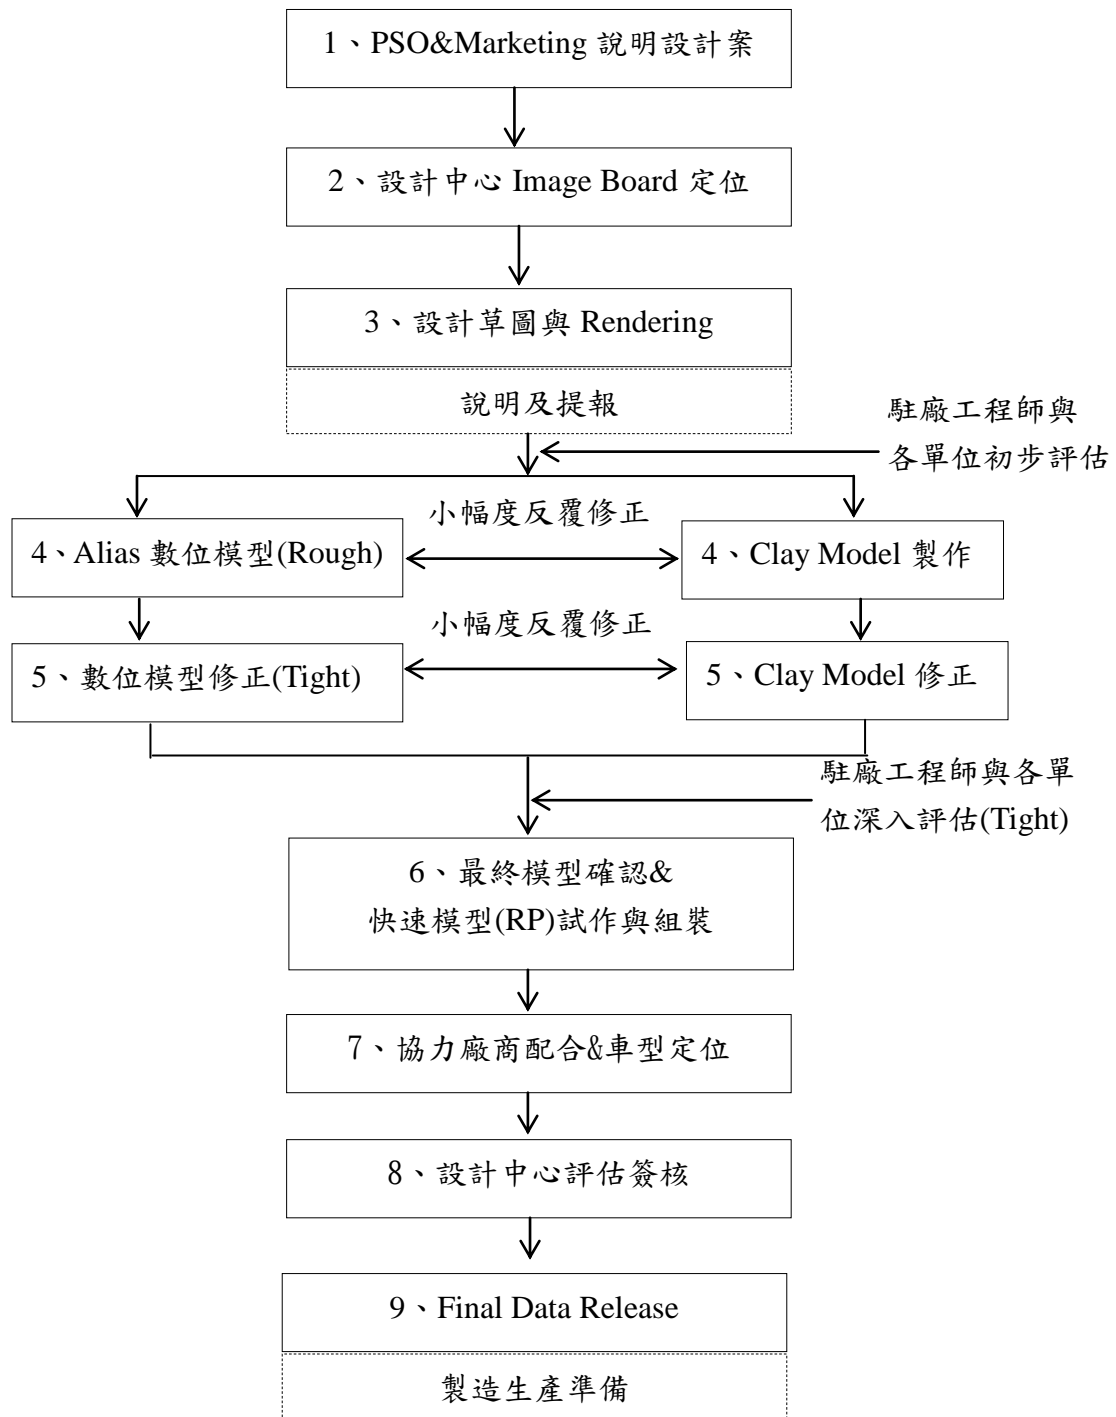 1、PSO&Marketing 說明設計案
2、設計中心 Image Board 定位
3、設計草圖與 Rendering
說明及提報
駐廠工程師與
各單位初步評估
小幅度反覆修正
4、Alias 數位模型(Rough)
4、Clay Model 製作
小幅度反覆修正
5、數位模型修正(Tight)
5、Clay Model 修正
駐廠工程師與各單
位深入評估(Tight)
6、最終模型確認&
快速模型(RP)試作與組裝
7、協力廠商配合&車型定位
8、設計中心評估簽核
9、Final Data Release
製造生產準備